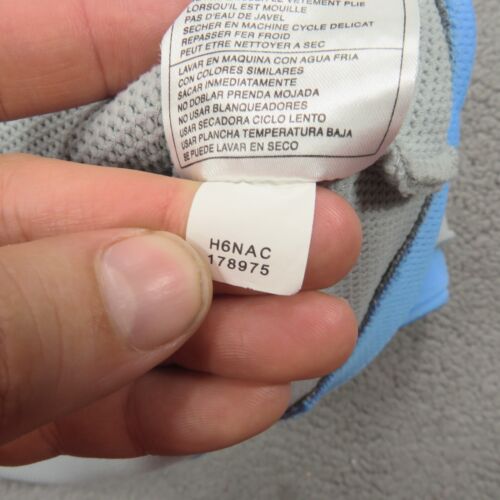 LORSQU'IL EST MOUILLE
PAS D'EAU DE JAVEL
SECHER EN MACHINE CYCLE DELICAT
REPASSER FER FROID
PEUT ETRE NETTOYER A SEC
LAVAR EN MAQUINA CON AGUA FRIA
CON COLORES SIMILARES
SACAR INMEDIATAMENTE
NO DOBLAR PRENDA MOJADA
NO USAR BLANQUEADORES
USAR SECADORA CICLO LENTO
USAR PLANCHA TEMPERATURA BAJA
SE PUEDE LAVAR EN SECO
H6NAC
178975